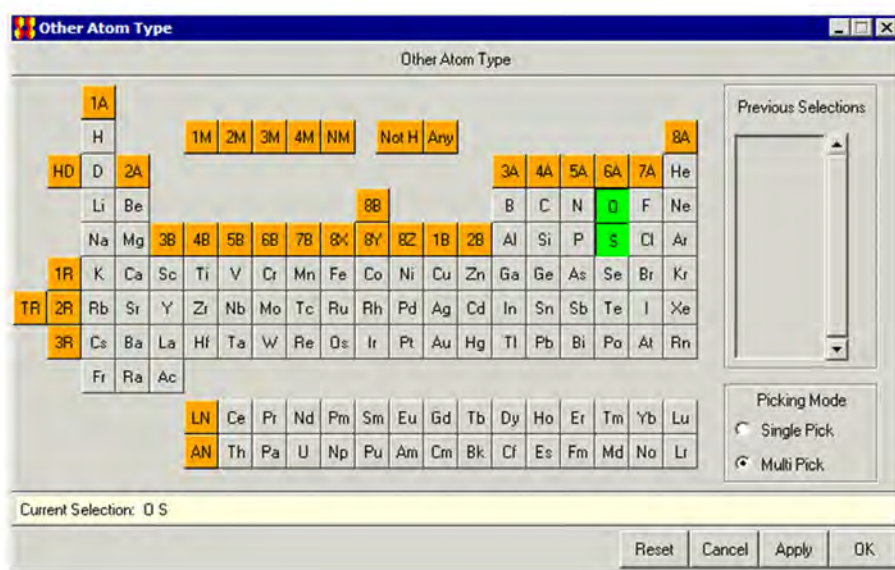 Other Atom Type
Other Atom Type
1A
Previous Selections
H 1M 2M 3M 4M NM Not H Any 8A
HD D 2A 3A 4A 5A 6A 7A He
Li Be 8B B C N O F Ne
Na Mg 3B 4B 5B 6B 7B 8X 8Y 8Z 1B 2B Al Si P S Cl Ar
1R K Ca Sc Ti V Cr Mn Fe Co Ni Cu Zn Ga Ge As Se Br Kr
TR 2R Rb Sr Y Zr Nb Mo Tc Ru Rh Pd Ag Cd In Sn Sb Te I Xe
3R Cs Ba La Hf Ta W Re Os Ir Pt Au Hg Tl Pb Bi Po At Rn
Fr Ra Ac
LN Ce Pr Nd Pm Sm Eu Gd Tb Dy Ho Er Tm Yb Lu
AN Th Pa U Np Pu Am Cm Bk Cf Es Fm Md No Lr
Picking Mode
Single Pick
Multi Pick
Current Selection: O S
Reset Cancel Apply OK